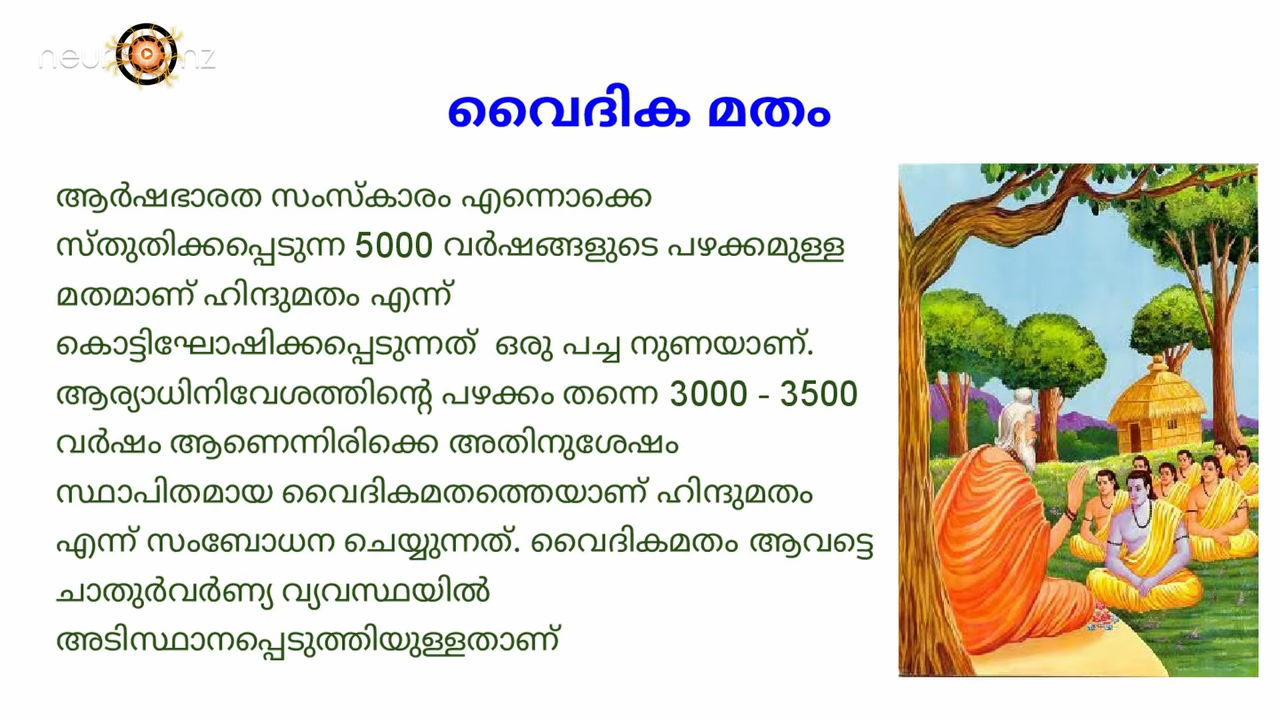 വൈദിക മതം
ആർഷഭാരത സംസ്കാരം എന്നൊക്കെ
സ്തുതിക്കപ്പെടുന്ന 5000 വർഷങ്ങളുടെ പഴക്കമുള്ള
മതമാണ് ഹിന്ദുമതം എന്ന്
കൊട്ടിഘോഷിക്കപ്പെടുന്നത് ഒരു പച്ച നുണയാണ്.
ആര്യാധിനിവേശത്തിന്റെ പഴക്കം തന്നെ 3000 - 3500
വർഷം ആണെന്നിരിക്കെ അതിനുശേഷം
സ്ഥാപിതമായ വൈദികമതത്തെയാണ് ഹിന്ദുമതം
എന്ന് സംബോധന ചെയ്യുന്നത്. വൈദികമതം ആവട്ടെ
ചാതുർവർണ്യ വ്യവസ്ഥയിൽ
അടിസ്ഥാനപ്പെടുത്തിയുള്ളതാണ്